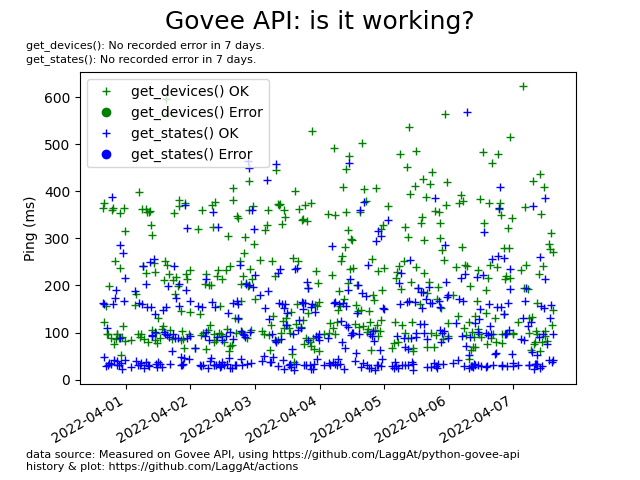 Govee API: is it working?
get_devices(): No recorded error in 7 days.
get_states(): No recorded error in 7 days.
get_devices() OK
get_devices() Error
get_states() OK
get_states() Error
600
500
400
300
200
100
0
Ping (ms)
2022-04-01
2022-04-02
2022-04-03
2022-04-04
2022-04-05
2022-04-06
2022-04-07
data source: Measured on Govee API, using https://github.com/LaggAt/python-govee-api
history & plot: https://github.com/LaggAt/actions